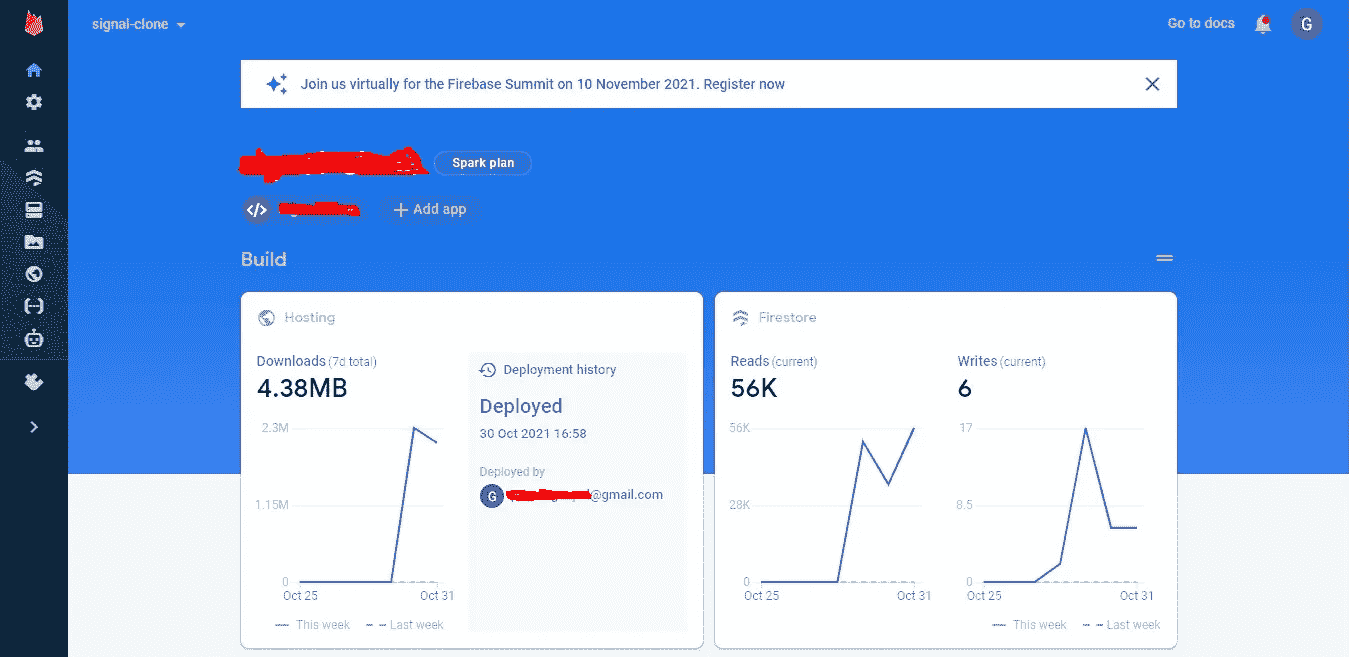 signal-clone
Go to docs
G
Join us virtually for the Firebase Summit on 10 November 2021. Register now
Spark plan
Add app
Build
Hosting
Downloads (7d total)
4.38MB
2.3M
1.15M
0
Oct 25
Oct 31
This week
Last week
Deployment history
Deployed
30 Oct 2021 16:58
Deployed by
G
@gmail.com
Firestore
Reads (current)
56K
56K
28K
0
Oct 25
Oct 31
Writes (current)
6
17
8.5
0
Oct 25
Oct 31
This week
Last week